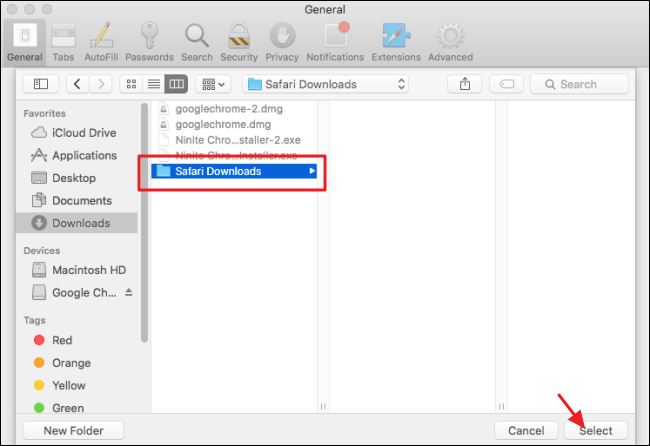 General
General Tabs AutoFill Passwords Search Security Privacy Notifications Extensions Advanced
Safari Downloads Search
Favorites
iCloud Drive
Applications
Desktop
Documents
Downloads
Devices
Macintosh HD
Google Ch...
Tags
Red
Orange
Yellow
Green
googlechrome-2.dmg
googlechrome.dmg
Ninite Chro...staller-2.exe
Ninite Chro...installer.exe
Safari Downloads
New Folder Cancel Select